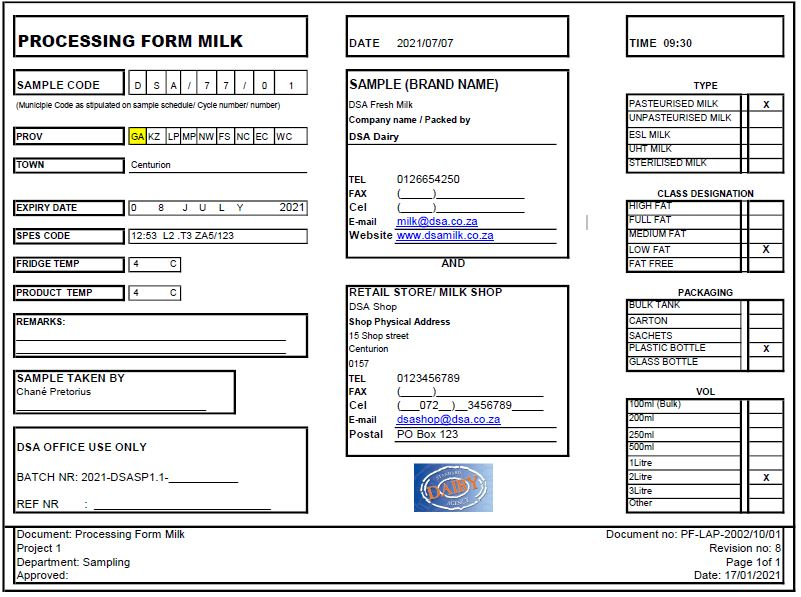 PROCESSING FORM MILK
DATE 2021/07/07
TIME 09:30
SAMPLE CODE D S A / 7 7 / 0 1
(Municiple Code as stipulated on sample schedule/ Cycle number/ number)
PROV GA KZ LP MP NW FS NC EC WC
TOWN Centurion
EXPIRY DATE 0 8 J U L Y 2021
SPES CODE 12:53 L2 .T3 ZA5/123
FRIDGE TEMP 4 C
PRODUCT TEMP 4 C
REMARKS:
SAMPLE TAKEN BY
Chané Pretorius
DSA OFFICE USE ONLY
BATCH NR: 2021-DSASP1.1-____________
REF NR : ______________________________
SAMPLE (BRAND NAME)
DSA Fresh Milk
Company name / Packed by
DSA Dairy
TEL 0126654250
FAX (_____)_______________
Cel (_____)_______________
E-mail milk@dsa.co.za
Website www.dsamilk.co.za
AND
RETAIL STORE/ MILK SHOP
DSA Shop
Shop Physical Address
15 Shop street
Centurion
0157
TEL 0123456789
FAX (_____)__________________
Cel (___072__)__3456789_____
E-mail dsashop@dsa.co.za
Postal PO Box 123
STANDARD
DAIRY
AGENCY
TYPE
PASTEURISED MILK X
UNPASTEURISED MILK
ESL MILK
UHT MILK
STERILISED MILK
CLASS DESIGNATION
HIGH FAT
FULL FAT
MEDIUM FAT
LOW FAT X
FAT FREE
PACKAGING
BULK TANK
CARTON
SACHETS
PLASTIC BOTTLE X
GLASS BOTTLE
VOL
100ml (Bulk)
200ml
250ml
500ml
1Litre
2Litre X
3Litre
Other
Document: Processing Form Milk
Project 1
Department: Sampling
Approved:
Document no: PF-LAP-2002/10/01
Revision no: 8
Page 1of 1
Date: 17/01/2021